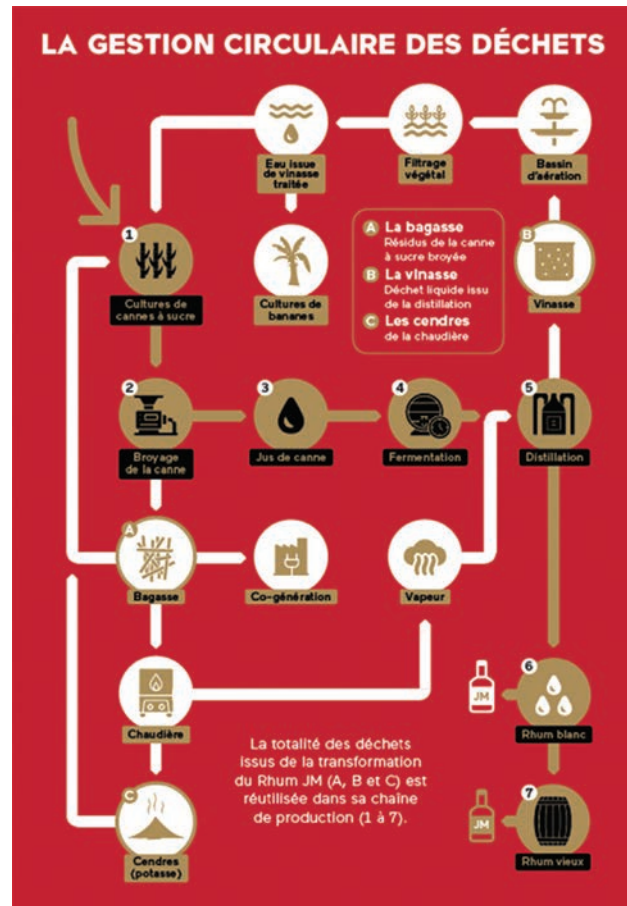 LA GESTION CIRCULAIRE DES DÉCHETS
Eau issue
de vinasse
traitée
Filtrage
végétal
Bassin
d'aération
1
Cultures de
cannes à sucre
Cultures de
bananes
A La bagasse
Résidus de la canne
à sucre broyée
B La vinasse
Déchet liquide issu
de la distillation
C Les cendres
de la chaudière
B
Vinasse
2
Broyage
de la canne
3
Jus de canne
4
Fermentation
5
Distillation
A
Bagasse
Co-génération
Vapeur
Chaudière
6
JM
Rhum blanc
La totalité des déchets
issus de la transformation
du Rhum JM (A, B et C) est
réutilisée dans sa chaîne
de production (1 à 7).
C
Cendres
(potasse)
7
JM
Rhum vieux